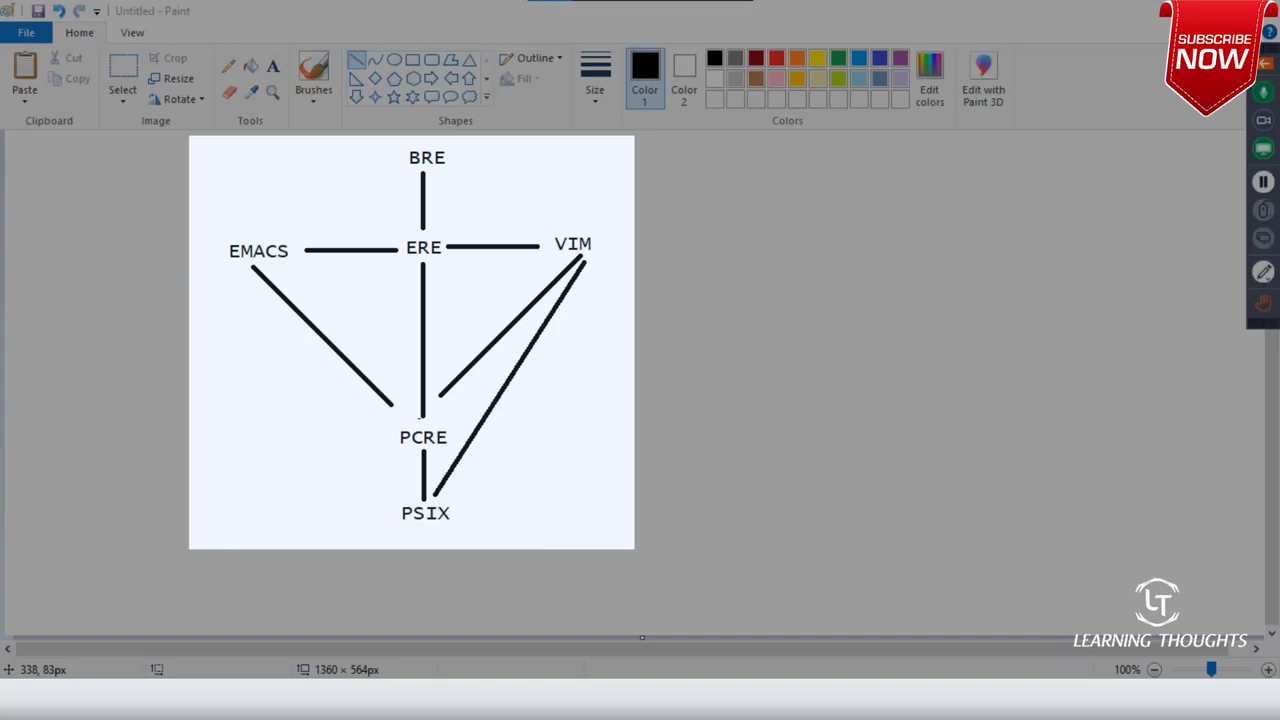 Untitled - Paint
File
Home
View
Paste
Cut
Copy
Clipboard
Select
Crop
Resize
Rotate
Image
Tools
Brushes
Shapes
Outline
Fill
Size
Color
1
Color
2
Edit
colors
Edit with
Paint 3D
Colors
SUBSCRIBE
NOW
BRE
EMACS
ERE
VIM
PCRE
PSIX
LT
LEARNING THOUGHTS
338, 83px
1360 × 564px
100%